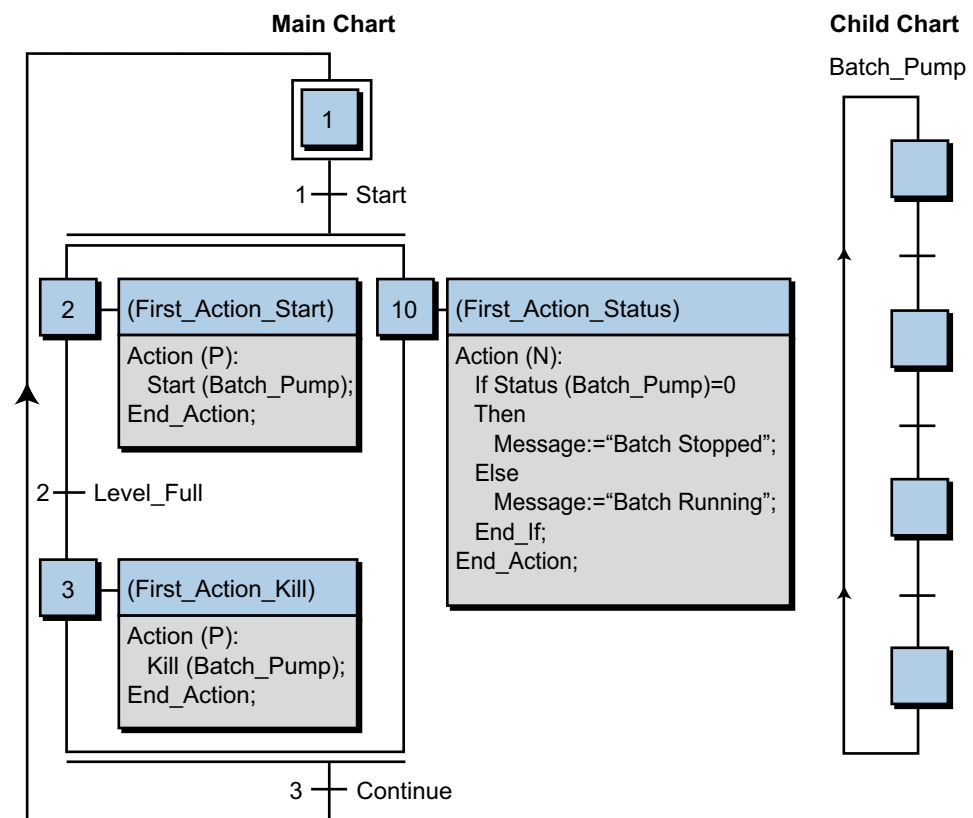 Main Chart
Child Chart
Batch_Pump
1
1 Start
2
(First_Action_Start)
Action (P):
Start (Batch_Pump);
End_Action;
10
(First_Action_Status)
Action (N):
If Status (Batch_Pump)=0
Then
Message:=“Batch Stopped”;
Else
Message:=“Batch Running”;
End_If;
End_Action;
2 Level_Full
3
(First_Action_Kill)
Action (P):
Kill (Batch_Pump);
End_Action;
3 Continue